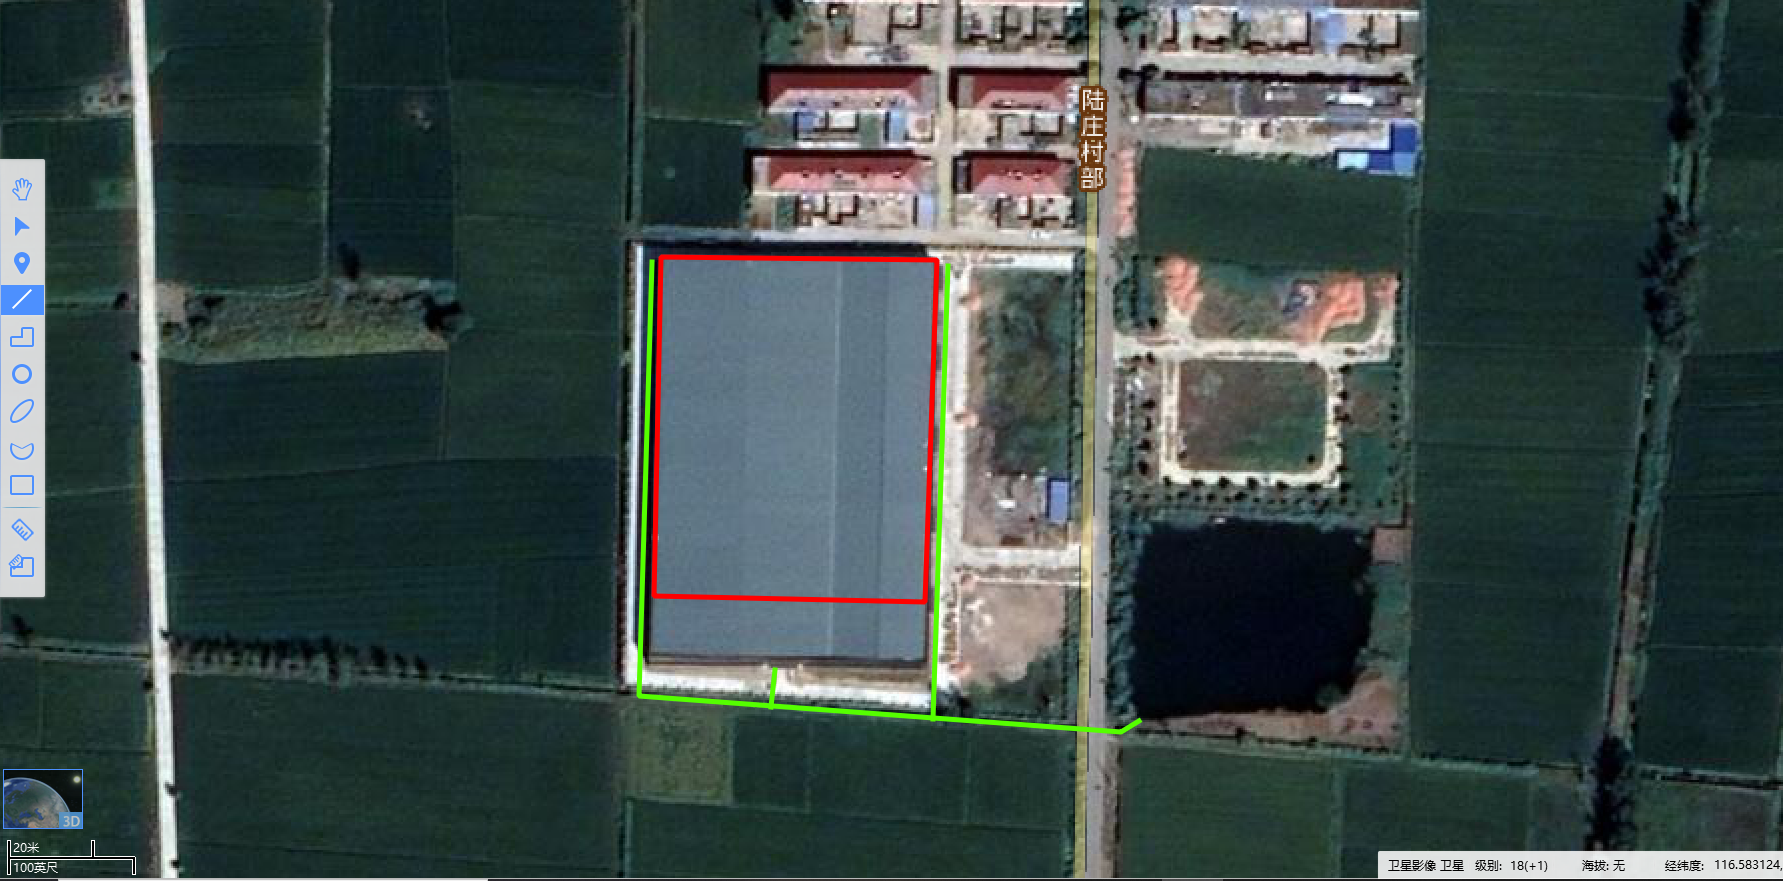 陆
庄
村
部
3D
20米
100英尺
卫星影像 卫星 级别: 18(+1) 海拔: 无 经纬度: 116.583124,